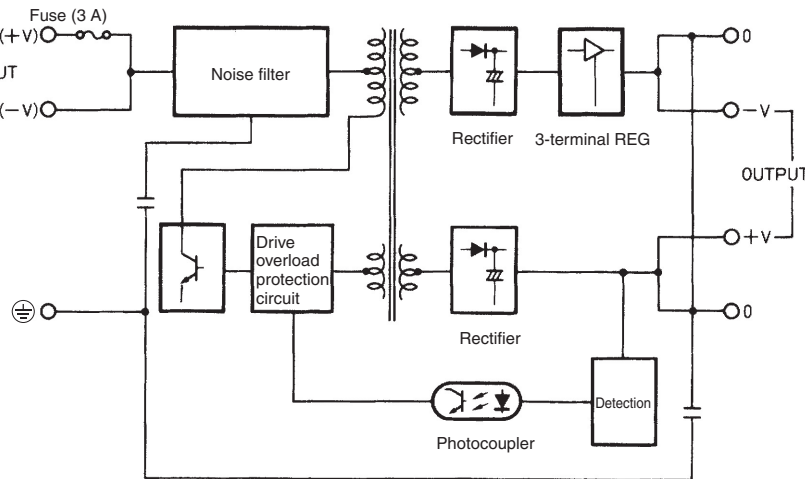 Fuse (3 A)
(+V)
UT
(−V)
Noise filter
Rectifier
3-terminal REG
0
−V
OUTPUT
+V
0
Drive
overload
protection
circuit
Rectifier
Detection
Photocoupler